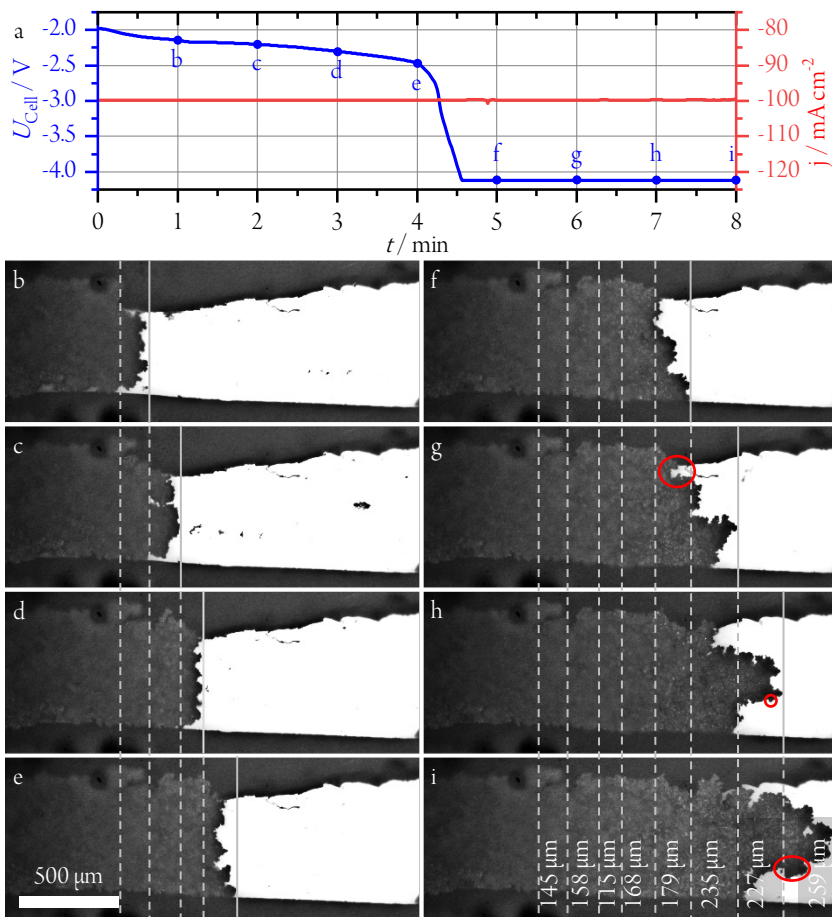 a
-2.0
-2.5
-3.0
-3.5
-4.0
U_Cell / V
b
c
d
e
f
g
h
i
-80
-90
-100
-110
-120
j / mA cm⁻²
0
1
2
3
4
5
6
7
8
t / min
b
f
c
g
d
h
e
i
500 µm
145 µm
158 µm
115 µm
168 µm
179 µm
235 µm
227 µm
259 µm